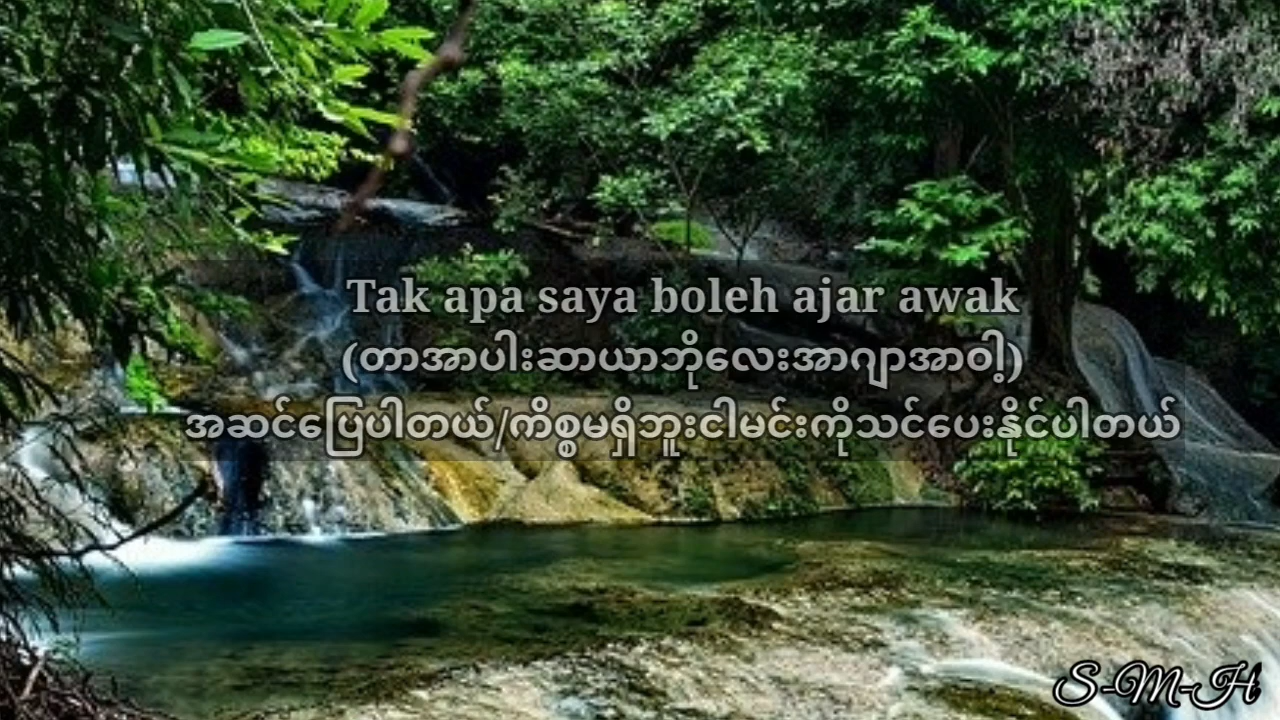 Tak apa saya boleh ajar awak
(တာအာပါးဆာယာဘိုလေးအာဂျာအာဝါ့)
အဆင်ပြေပါတယ်/ကိစ္စမရှိဘူးငါမင်းကိုသင်ပေးနိုင်ပါတယ်
S-M-H